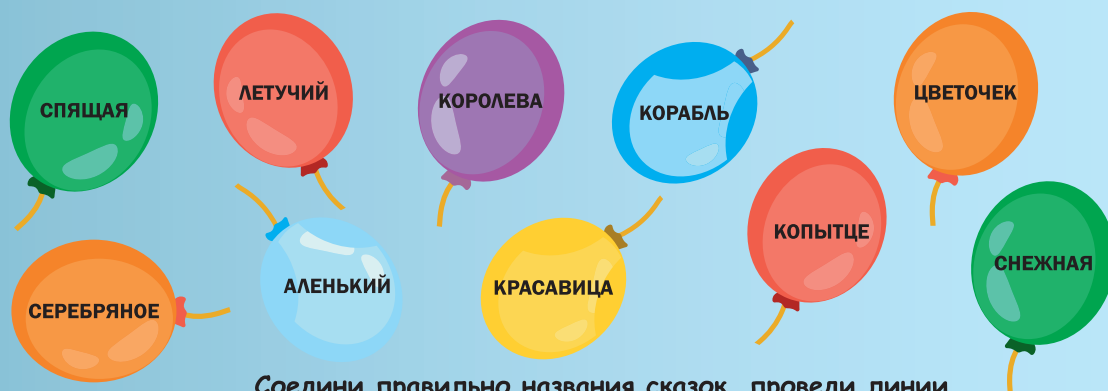 СПЯЩАЯ
ЛЕТУЧИЙ
КОРОЛЕВА
КОРАБЛЬ
ЦВЕТОЧЕК
КОПЫТЦЕ
СНЕЖНАЯ
СЕРЕБРЯНОЕ
АЛЕНЬКИЙ
КРАСАВИЦА
Соедини правильно названия сказок, проведи линии